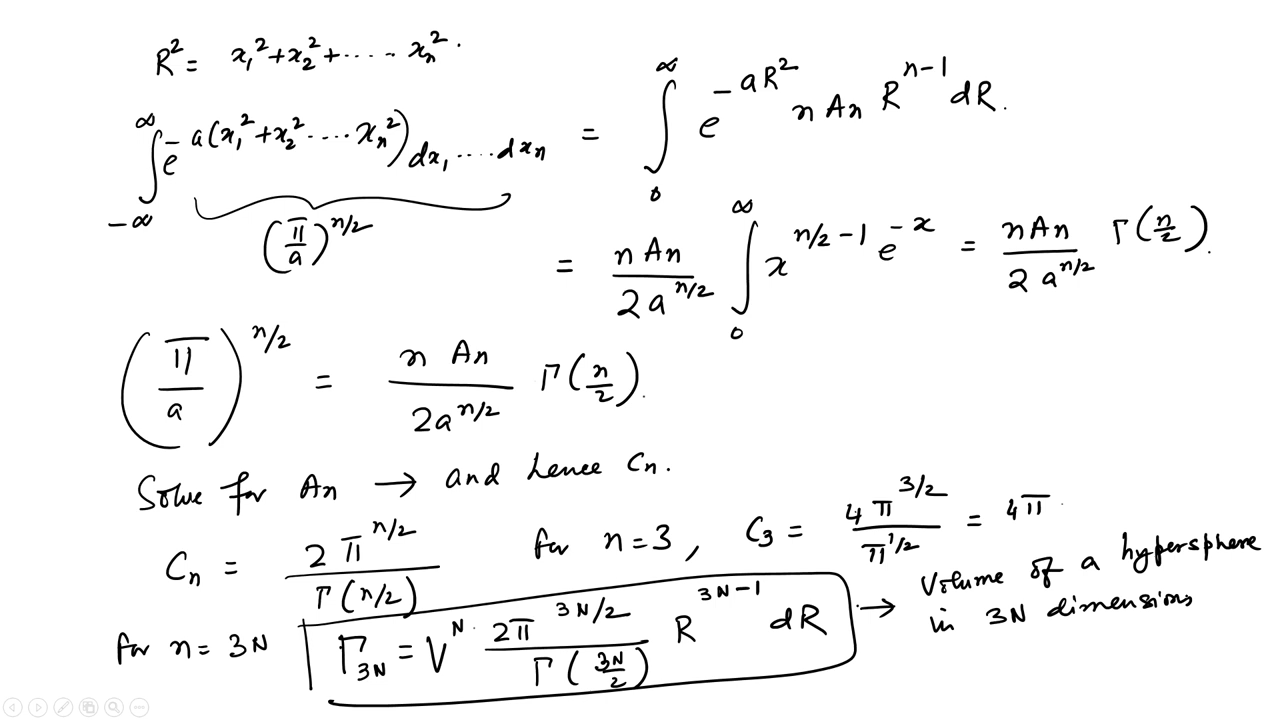 R² = x₁² + x₂² + ..... xₙ².
∫_{-∞}^{∞} e^{-a(x₁² + x₂² ..... xₙ²)} dx₁ ..... dxₙ = ∫₀^∞ e^{-aR²} n Aₙ R^{n-1} dR.
(π/a)^{n/2}
= n Aₙ / 2a^{n/2} ∫₀^∞ x^{n/2-1} e^{-x} = n Aₙ / 2a^{n/2} Γ(n/2).
(π/a)^{n/2} = n Aₙ / 2a^{n/2} Γ(n/2).
Solve for Aₙ → and hence Cₙ.
Cₙ = 2π^{n/2} / Γ(n/2) for n = 3, C₃ = 4π^{3/2} / π^{1/2} = 4π
for n = 3N Γ_{3N} = V^N 2π^{3N/2} / Γ(3N/2) R^{3N-1} dR → Volume of a hypersphere
in 3N dimensions